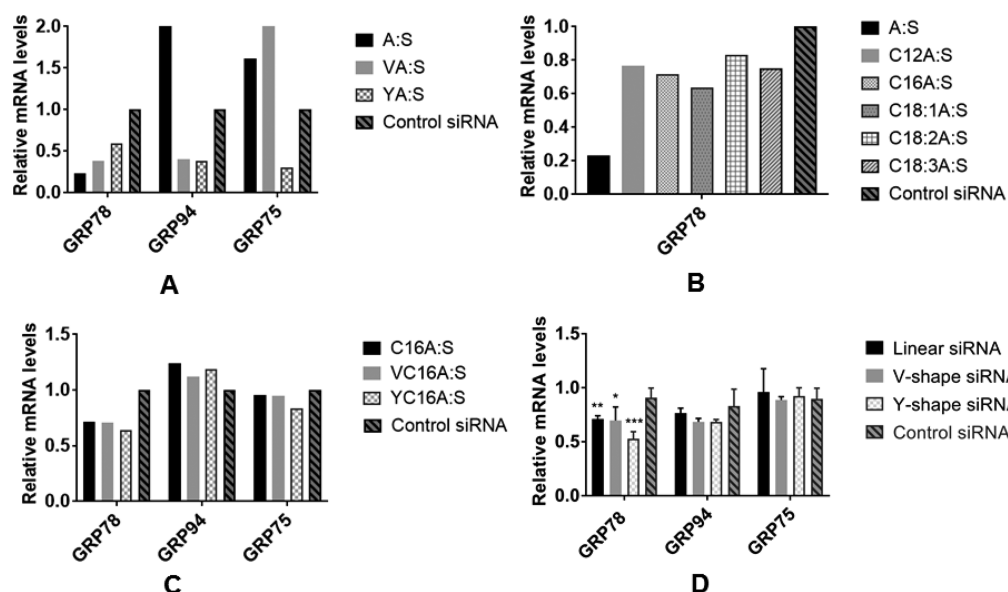 Relative mRNA levels
2.0
1.5
1.0
0.5
0.0
GRP78
GRP94
GRP75
A:S
VA:S
YA:S
Control siRNA
A
Relative mRNA levels
1.0
0.8
0.6
0.4
0.2
0.0
GRP78
A:S
C12A:S
C16A:S
C18:1A:S
C18:2A:S
C18:3A:S
Control siRNA
B
Relative mRNA levels
1.5
1.0
0.5
0.0
GRP78
GRP94
GRP75
C16A:S
VC16A:S
YC16A:S
Control siRNA
C
Relative mRNA levels
1.5
1.0
0.5
0.0
**
*
***
GRP78
GRP94
GRP75
Linear siRNA
V-shape siRNA
Y-shape siRNA
Control siRNA
D